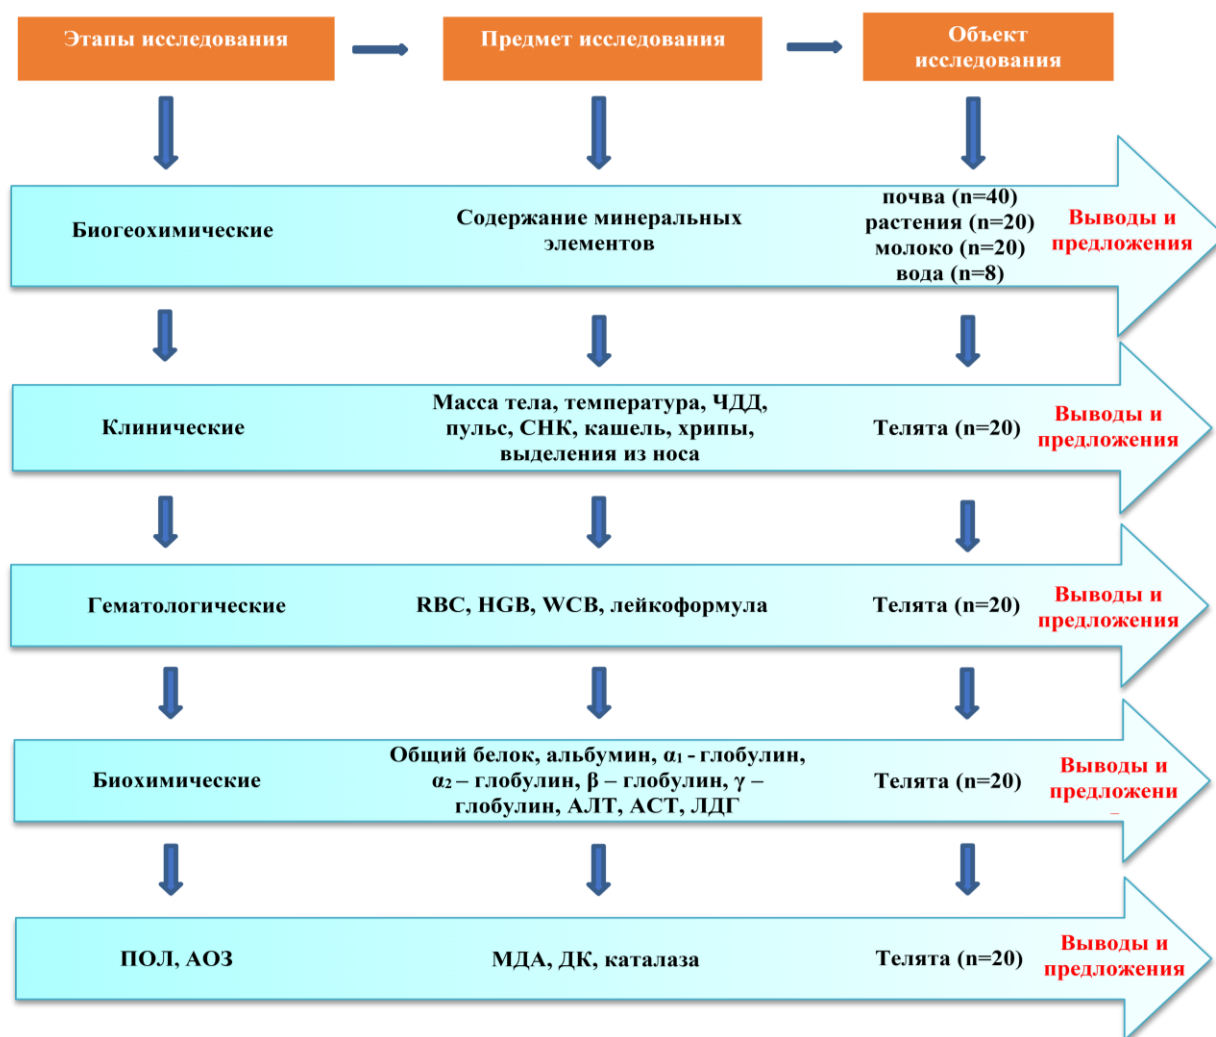 Этапы исследования
Предмет исследования
Объект
исследования
Биогеохимические
Содержание минеральных
элементов
почва (n=40)
растения (n=20)
молоко (n=20)
вода (n=8)
Выводы и
предложения
Клинические
Масса тела, температура, ЧДД,
пульс, СНК, кашель, хрипы,
выделения из носа
Телята (n=20)
Выводы и
предложения
Гематологические
RBC, HGB, WCB, лейкоформула
Телята (n=20)
Выводы и
предложения
Биохимические
Общий белок, альбумин, α₁ - глобулин,
α₂ – глобулин, β – глобулин, γ –
глобулин, АЛТ, АСТ, ЛДГ
Телята (n=20)
Выводы и
предложени
ПОЛ, АОЗ
МДА, ДК, каталаза
Телята (n=20)
Выводы и
предложения